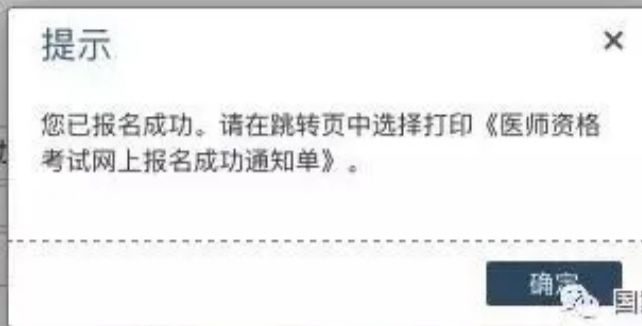 提示
您已报名成功。请在跳转页中选择打印《医师资格
考试网上报名成功通知单》。
确定
国